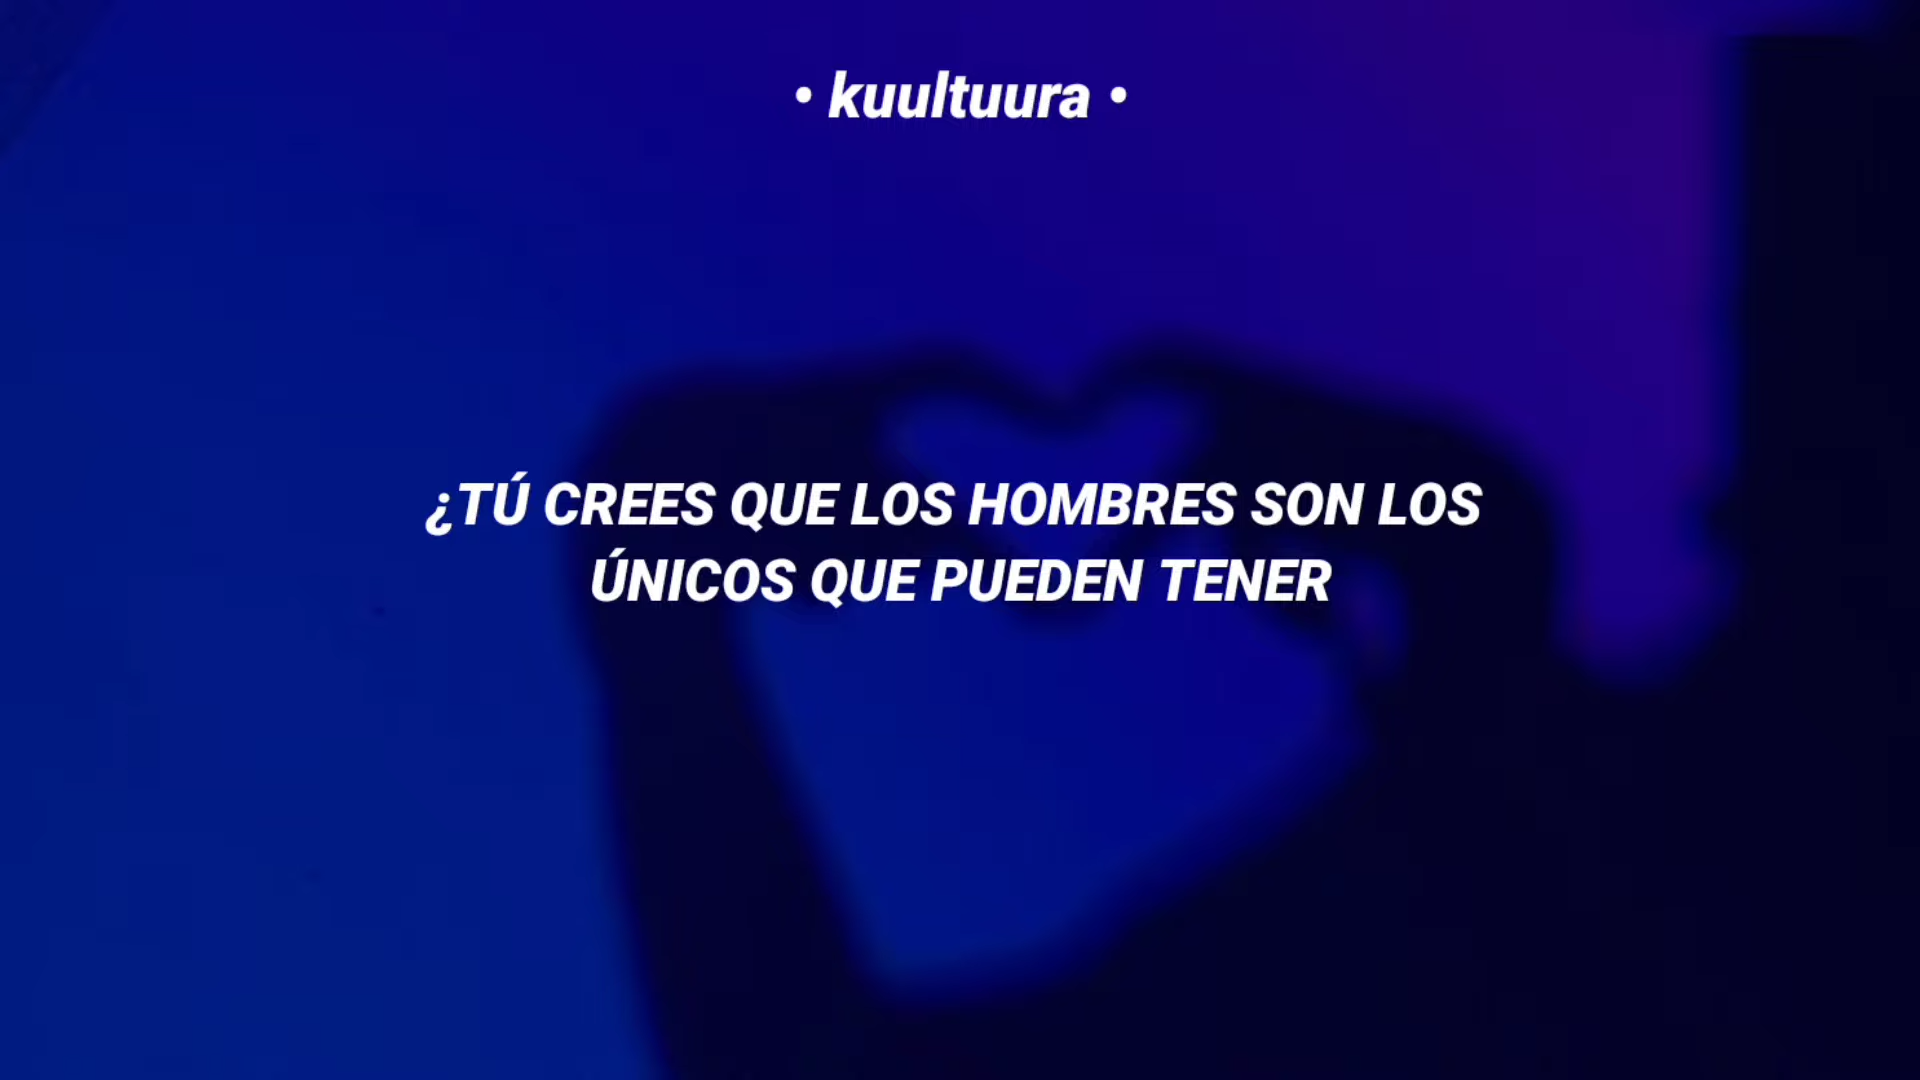 • kuultuura •
¿TÚ CREES QUE LOS HOMBRES SON LOS
ÚNICOS QUE PUEDEN TENER